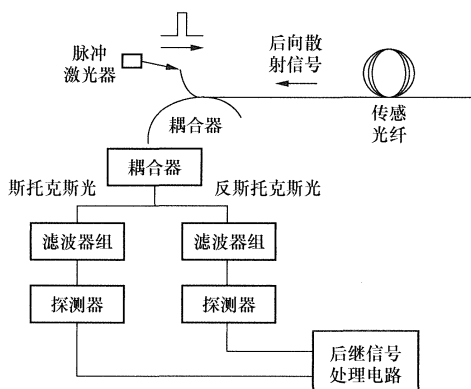 脉冲
激光器
后向散
射信号
传感
光纤
耦合器
耦合器
斯托克斯光
反斯托克斯光
滤波器组
滤波器组
探测器
探测器
后继信号
处理电路